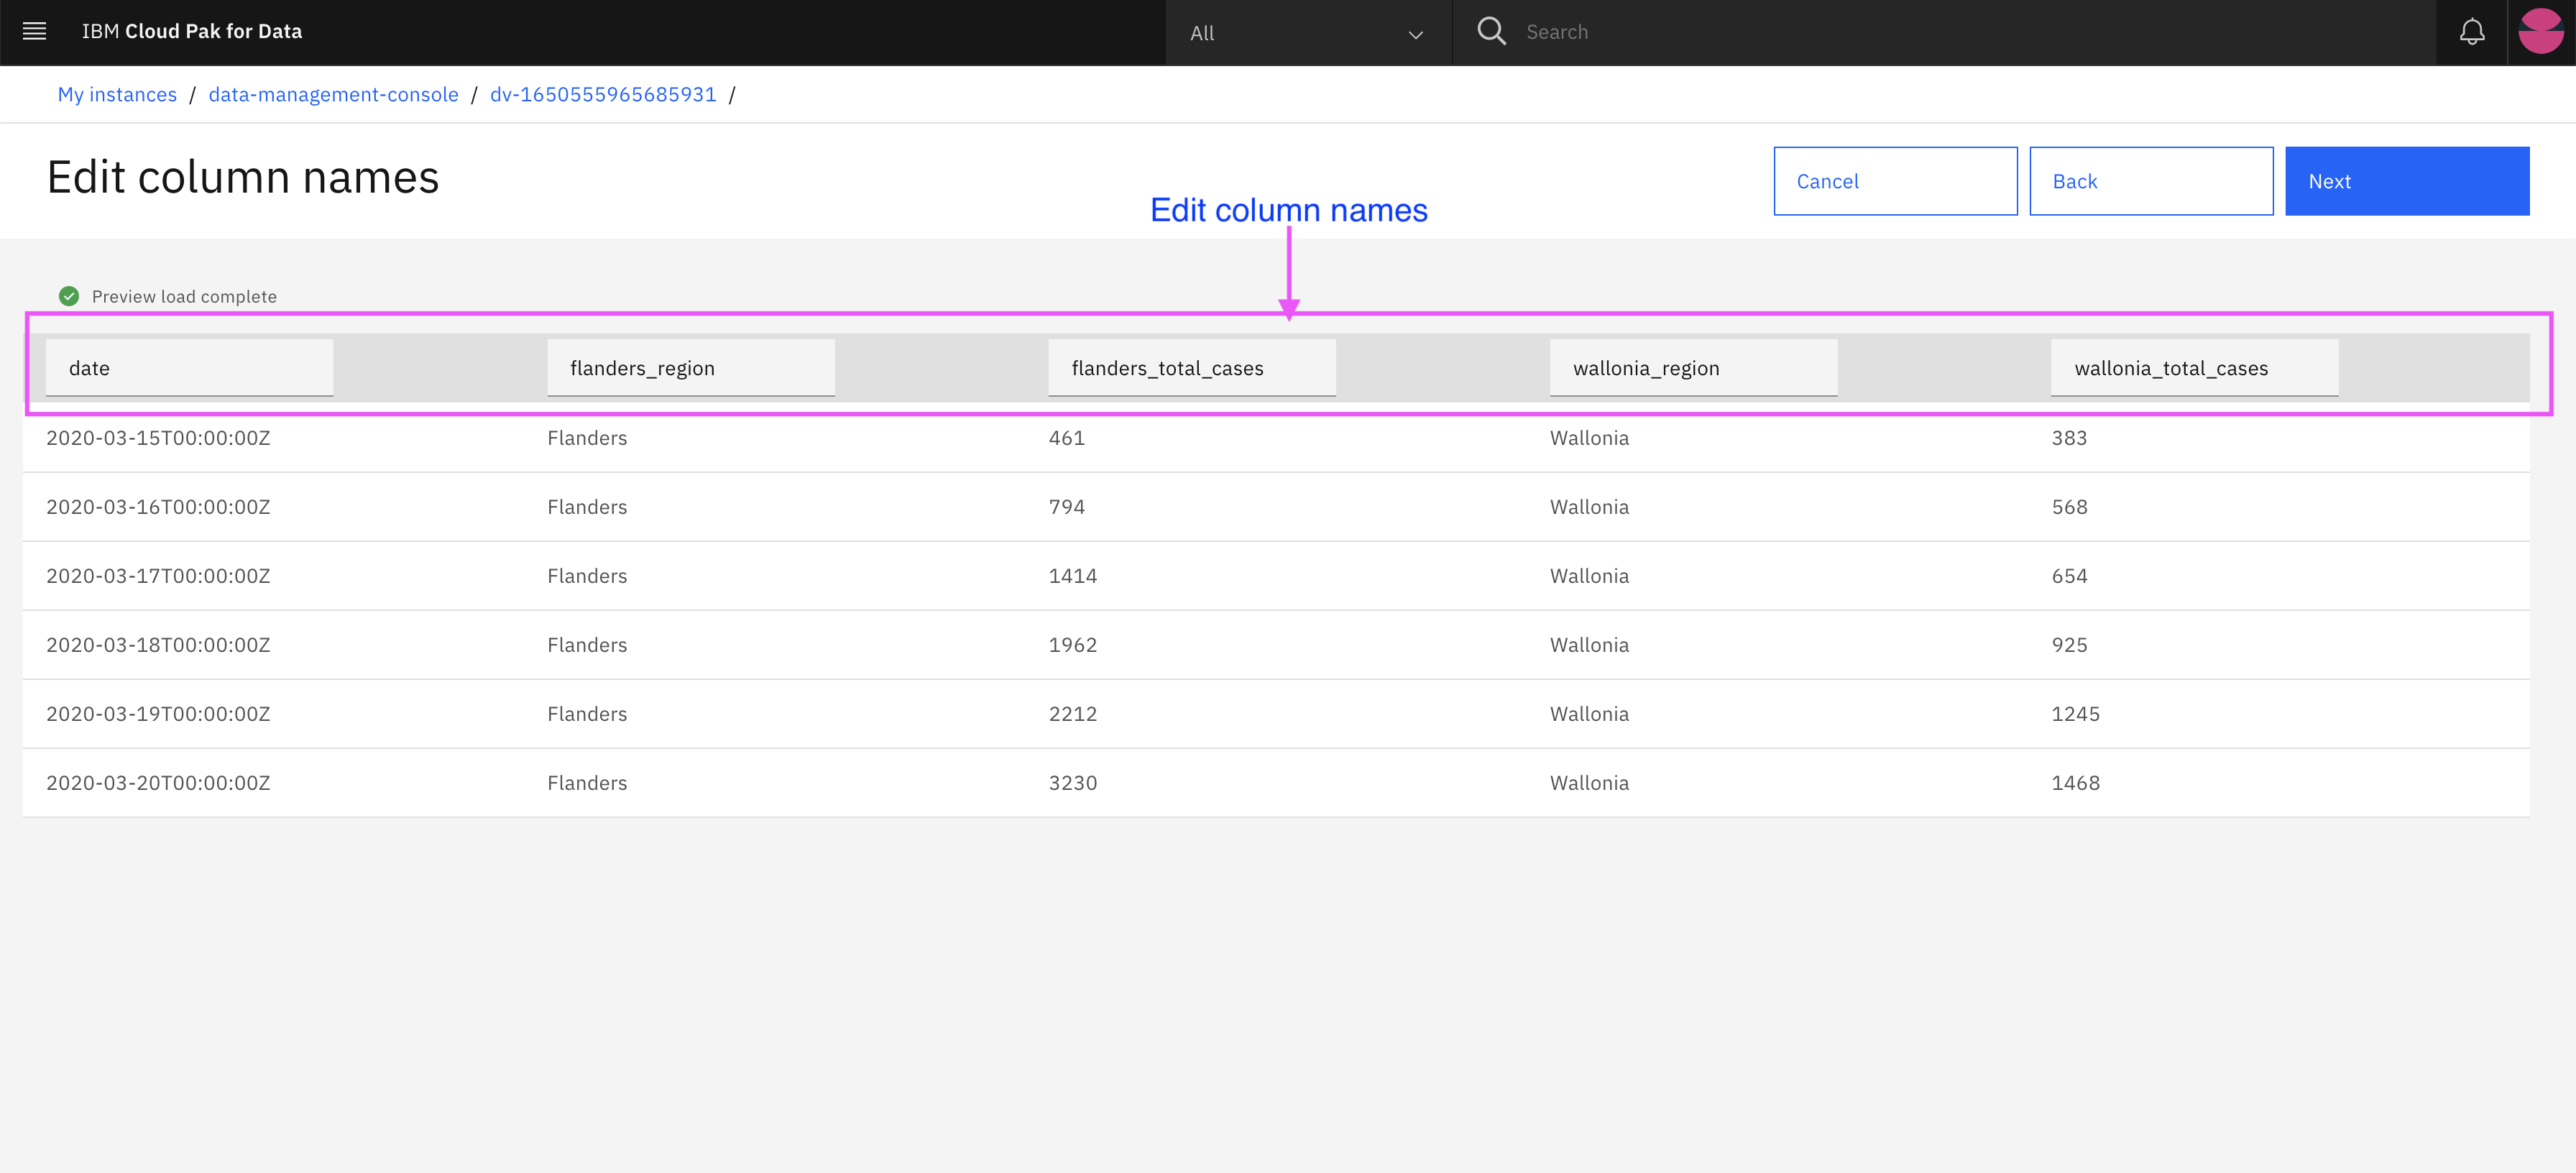 IBM Cloud Pak for Data
All
Search
My instances / data-management-console / dv-1650555965685931 /
Edit column names
Cancel
Back
Next
Edit column names
Preview load complete
date flanders_region flanders_total_cases wallonia_region wallonia_total_cases
2020-03-15T00:00:00Z Flanders 461 Wallonia 383
2020-03-16T00:00:00Z Flanders 794 Wallonia 568
2020-03-17T00:00:00Z Flanders 1414 Wallonia 654
2020-03-18T00:00:00Z Flanders 1962 Wallonia 925
2020-03-19T00:00:00Z Flanders 2212 Wallonia 1245
2020-03-20T00:00:00Z Flanders 3230 Wallonia 1468